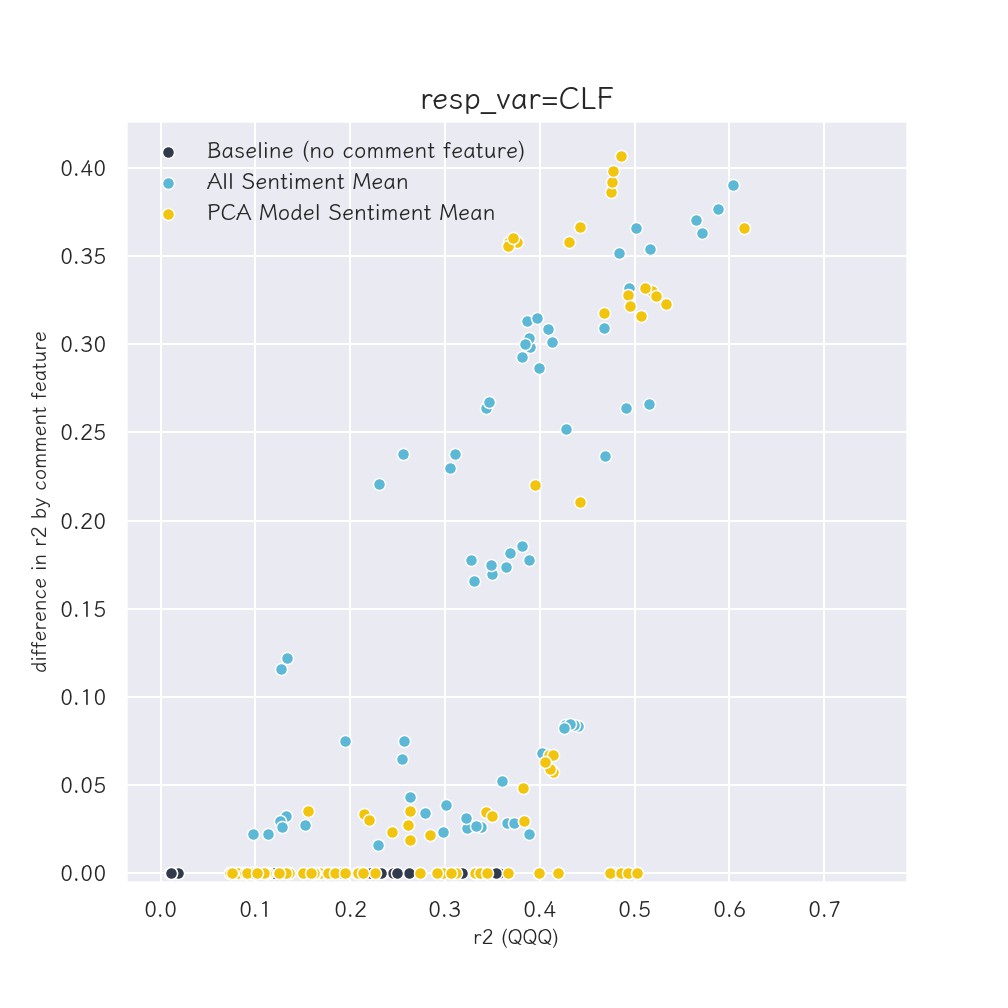 resp_var=CLF
Baseline (no comment feature)
All Sentiment Mean
PCA Model Sentiment Mean
0.40
0.35
0.30
0.25
0.20
0.15
0.10
0.05
0.00
difference in r2 by comment feature
0.0 0.1 0.2 0.3 0.4 0.5 0.6 0.7
r2 (QQQ)